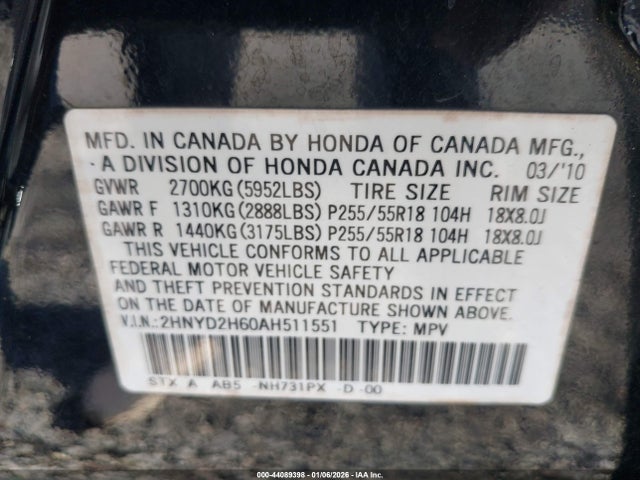 MFD. IN CANADA BY HONDA OF CANADA MFG.,
A DIVISION OF HONDA CANADA INC. 03/'10
GVWR 2700KG(5952LBS) TIRE SIZE RIM SIZE
GAWR F 1310KG(2888LBS) P255/55R18 104H 18X8.0J
GAWR R 1440KG(3175LBS) P255/55R18 104H 18X8.0J
THIS VEHICLE CONFORMS TO ALL APPLICABLE
FEDERAL MOTOR VEHICLE SAFETY
AND THEFT PREVENTION STANDARDS IN EFFECT
ON THE DATE OF MANUFACTURE SHOWN ABOVE.
V.I.N.: 2HNYD2H60AH511551 TYPE: MPV
STX A AB5 -NH731PX -D -00
000-44089398 - 01/06/2026 - IAA Inc.